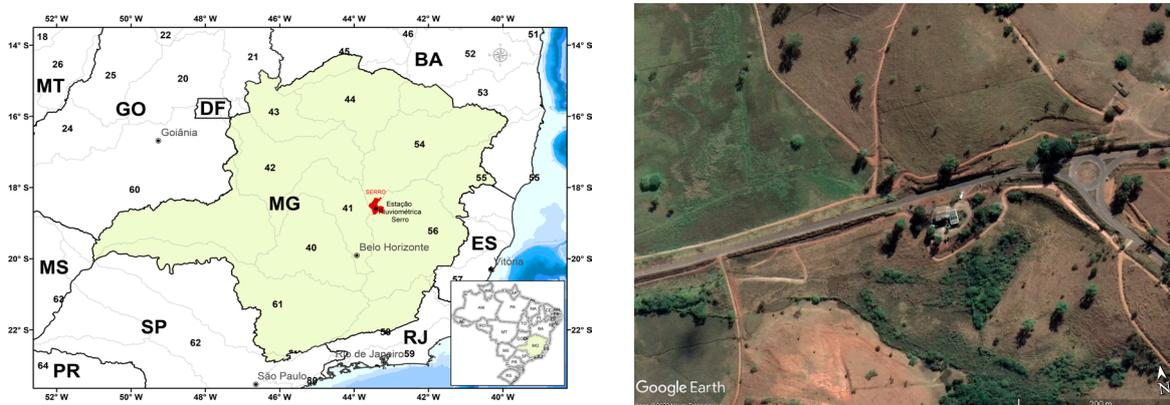 52° W 50° W 48° W 46° W 44° W 42° W 40° W
18 22 46 51
14° S 45 14° S
26 25 20 21 BA 52
MT 53
GO 44
DF 43
16° S 16° S
24 Goiânia 54
42
18° S 60 55 55 18° S
SERRO
MG 41 Estação
Pluviométrica
Serro
56
40 Belo Horizonte ES
20° S Vitória 20° S
MS 57
62 61
22° S SP 58 22° S
62 RJ
Rio de Janeiro 59
64 PR São Paulo 80
52° W 50° W 48° W 46° W 44° W 42° W 40° W
Google Earth
200 m
N